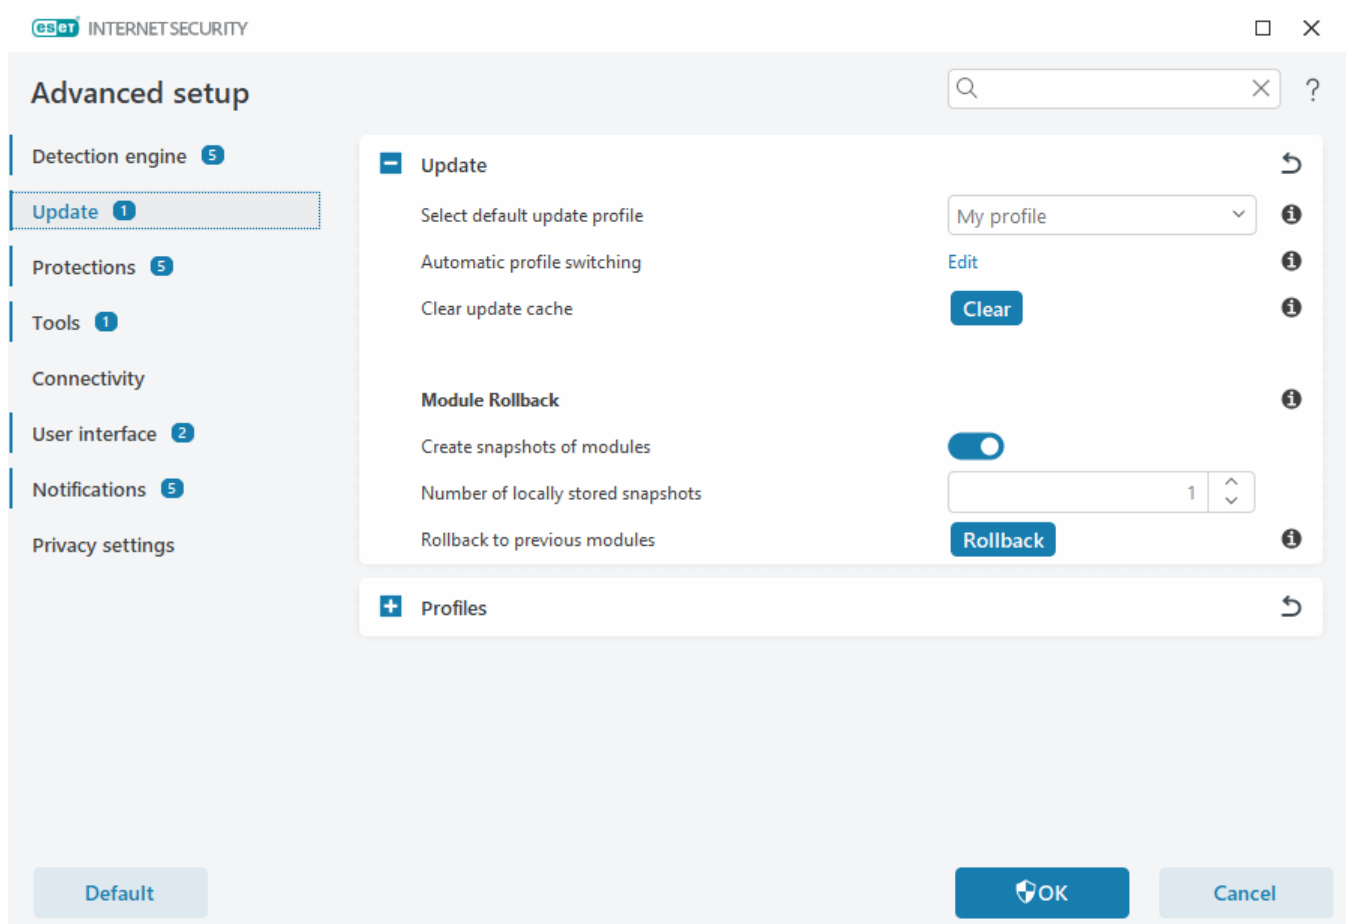 eset INTERNET SECURITY
Advanced setup
?
Detection engine 5
Update 1
Protections 5
Tools 1
Connectivity
User interface 2
Notifications 5
Privacy settings
Update
Select default update profile My profile
Automatic profile switching Edit
Clear update cache Clear
Module Rollback
Create snapshots of modules
Number of locally stored snapshots 1
Rollback to previous modules Rollback
Profiles
Default OK Cancel